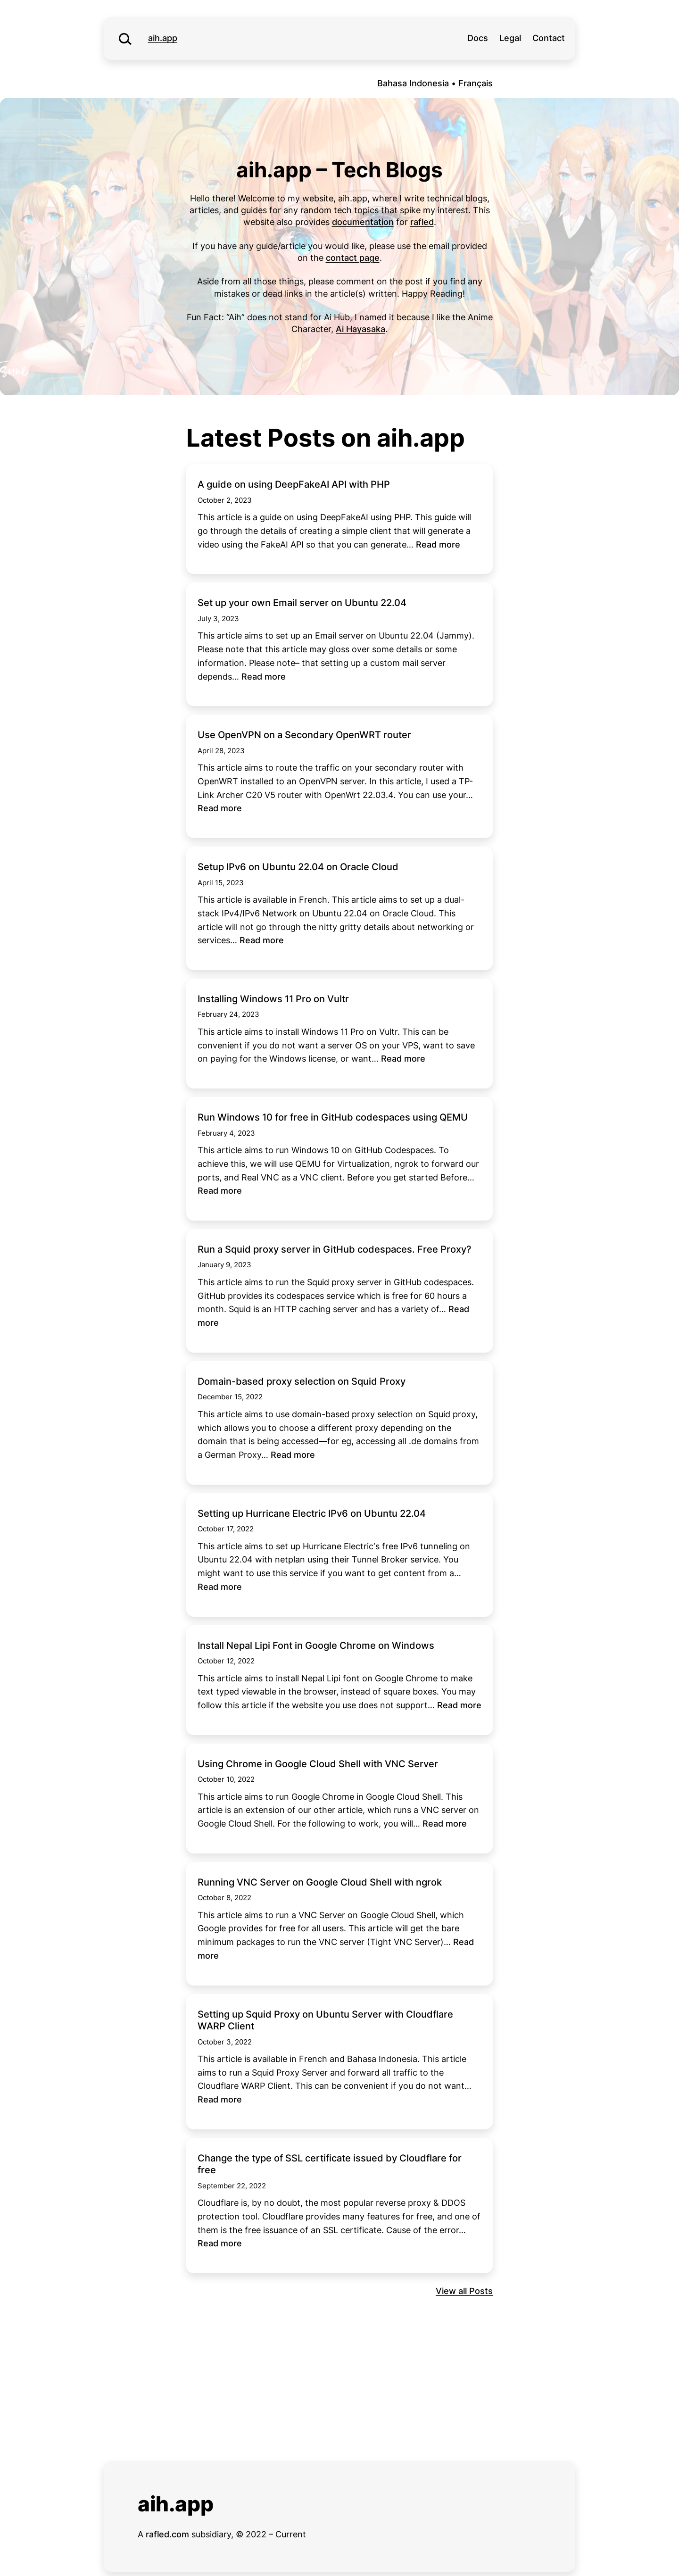 aih.app
Docs Legal Contact
Bahasa Indonesia • Français
aih.app – Tech Blogs
Hello there! Welcome to my website, aih.app, where I write technical blogs,
articles, and guides for any random tech topics that spike my interest. This
website also provides documentation for rafled.
If you have any guide/article you would like, please use the email provided
on the contact page.
Aside from all those things, please comment on the post if you find any
mistakes or dead links in the article(s) written. Happy Reading!
Fun Fact: “Aih” does not stand for AI Hub, I named it because I like the Anime
Character, Ai Hayasaka.
Latest Posts on aih.app
A guide on using DeepFakeAI API with PHP
October 2, 2023
This article is a guide on using DeepFakeAI using PHP. This guide will
go through the details of creating a simple client that will generate a
video using the FakeAI API so that you can generate… Read more
Set up your own Email server on Ubuntu 22.04
July 3, 2023
This article aims to set up an Email server on Ubuntu 22.04 (Jammy).
Please note that this article may gloss over some details or some
information. Please note– that setting up a custom mail server
depends… Read more
Use OpenVPN on a Secondary OpenWRT router
April 28, 2023
This article aims to route the traffic on your secondary router with
OpenWRT installed to an OpenVPN server. In this article, I used a TP-
Link Archer C20 V5 router with OpenWrt 22.03.4. You can use your…
Read more
Setup IPv6 on Ubuntu 22.04 on Oracle Cloud
April 15, 2023
This article is available in French. This article aims to set up a dual-
stack IPv4/IPv6 Network on Ubuntu 22.04 on Oracle Cloud. This
article will not go through the nitty gritty details about networking or
services… Read more
Installing Windows 11 Pro on Vultr
February 24, 2023
This article aims to install Windows 11 Pro on Vultr. This can be
convenient if you do not want a server OS on your VPS, want to save
on paying for the Windows license, or want… Read more
Run Windows 10 for free in GitHub codespaces using QEMU
February 4, 2023
This article aims to run Windows 10 on GitHub Codespaces. To
achieve this, we will use QEMU for Virtualization, ngrok to forward our
ports, and Real VNC as a VNC client. Before you get started Before…
Read more
Run a Squid proxy server in GitHub codespaces. Free Proxy?
January 9, 2023
This article aims to run the Squid proxy server in GitHub codespaces.
GitHub provides its codespaces service which is free for 60 hours a
month. Squid is an HTTP caching server and has a variety of… Read
more
Domain-based proxy selection on Squid Proxy
December 15, 2022
This article aims to use domain-based proxy selection on Squid proxy,
which allows you to choose a different proxy depending on the
domain that is being accessed—for eg, accessing all .de domains from
a German Proxy… Read more
Setting up Hurricane Electric IPv6 on Ubuntu 22.04
October 17, 2022
This article aims to set up Hurricane Electric’s free IPv6 tunneling on
Ubuntu 22.04 with netplan using their Tunnel Broker service. You
might want to use this service if you want to get content from a…
Read more
Install Nepal Lipi Font in Google Chrome on Windows
October 12, 2022
This article aims to install Nepal Lipi font on Google Chrome to make
text typed viewable in the browser, instead of square boxes. You may
follow this article if the website you use does not support… Read more
Using Chrome in Google Cloud Shell with VNC Server
October 10, 2022
This article aims to run Google Chrome in Google Cloud Shell. This
article is an extension of our other article, which runs a VNC server on
Google Cloud Shell. For the following to work, you will… Read more
Running VNC Server on Google Cloud Shell with ngrok
October 8, 2022
This article aims to run a VNC Server on Google Cloud Shell, which
Google provides for free for all users. This article will get the bare
minimum packages to run the VNC server (Tight VNC Server)… Read
more
Setting up Squid Proxy on Ubuntu Server with Cloudflare
WARP Client
October 3, 2022
This article is available in French and Bahasa Indonesia. This article
aims to run a Squid Proxy Server and forward all traffic to the
Cloudflare WARP Client. This can be convenient if you do not want…
Read more
Change the type of SSL certificate issued by Cloudflare for
free
September 22, 2022
Cloudflare is, by no doubt, the most popular reverse proxy & DDOS
protection tool. Cloudflare provides many features for free, and one of
them is the free issuance of an SSL certificate. Cause of the error…
Read more
View all Posts
aih.app
A rafled.com subsidiary, © 2022 – Current